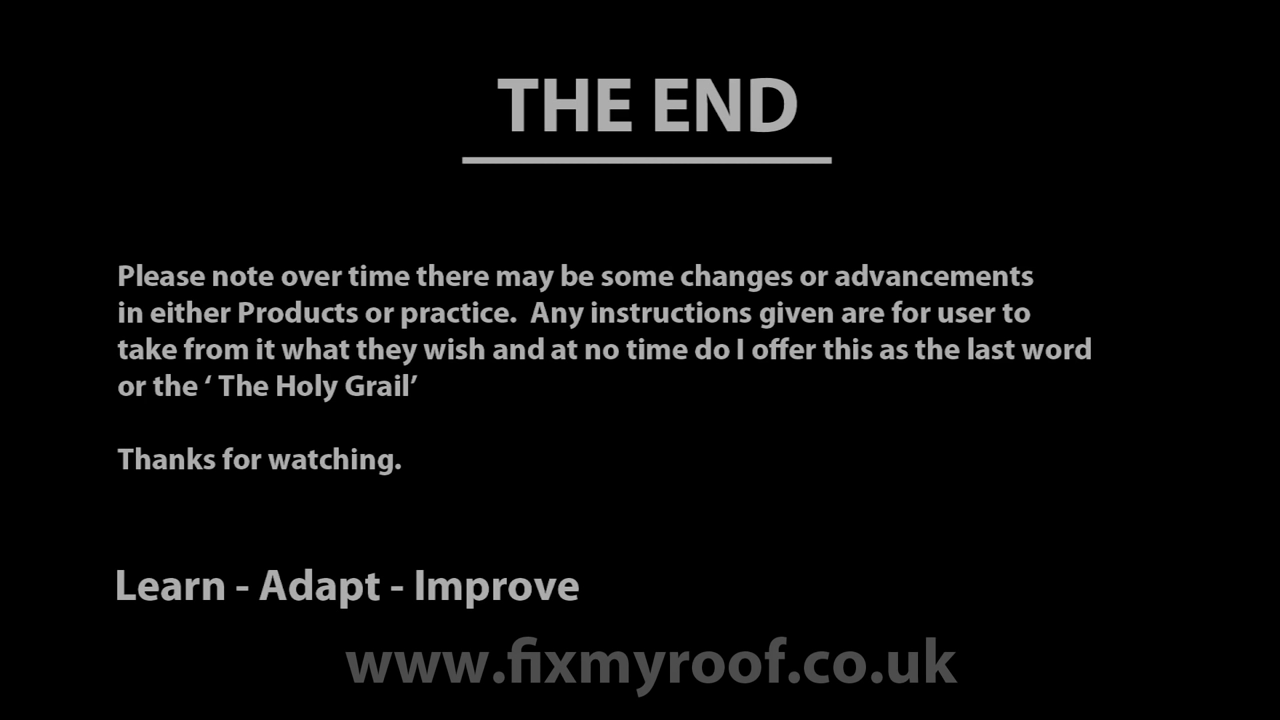 THE END
Please note over time there may be some changes or advancements
in either Products or practice.  Any instructions given are for user to
take from it what they wish and at no time do I offer this as the last word
or the ‘ The Holy Grail’
Thanks for watching.
Learn - Adapt - Improve
www.fixmyroof.co.uk